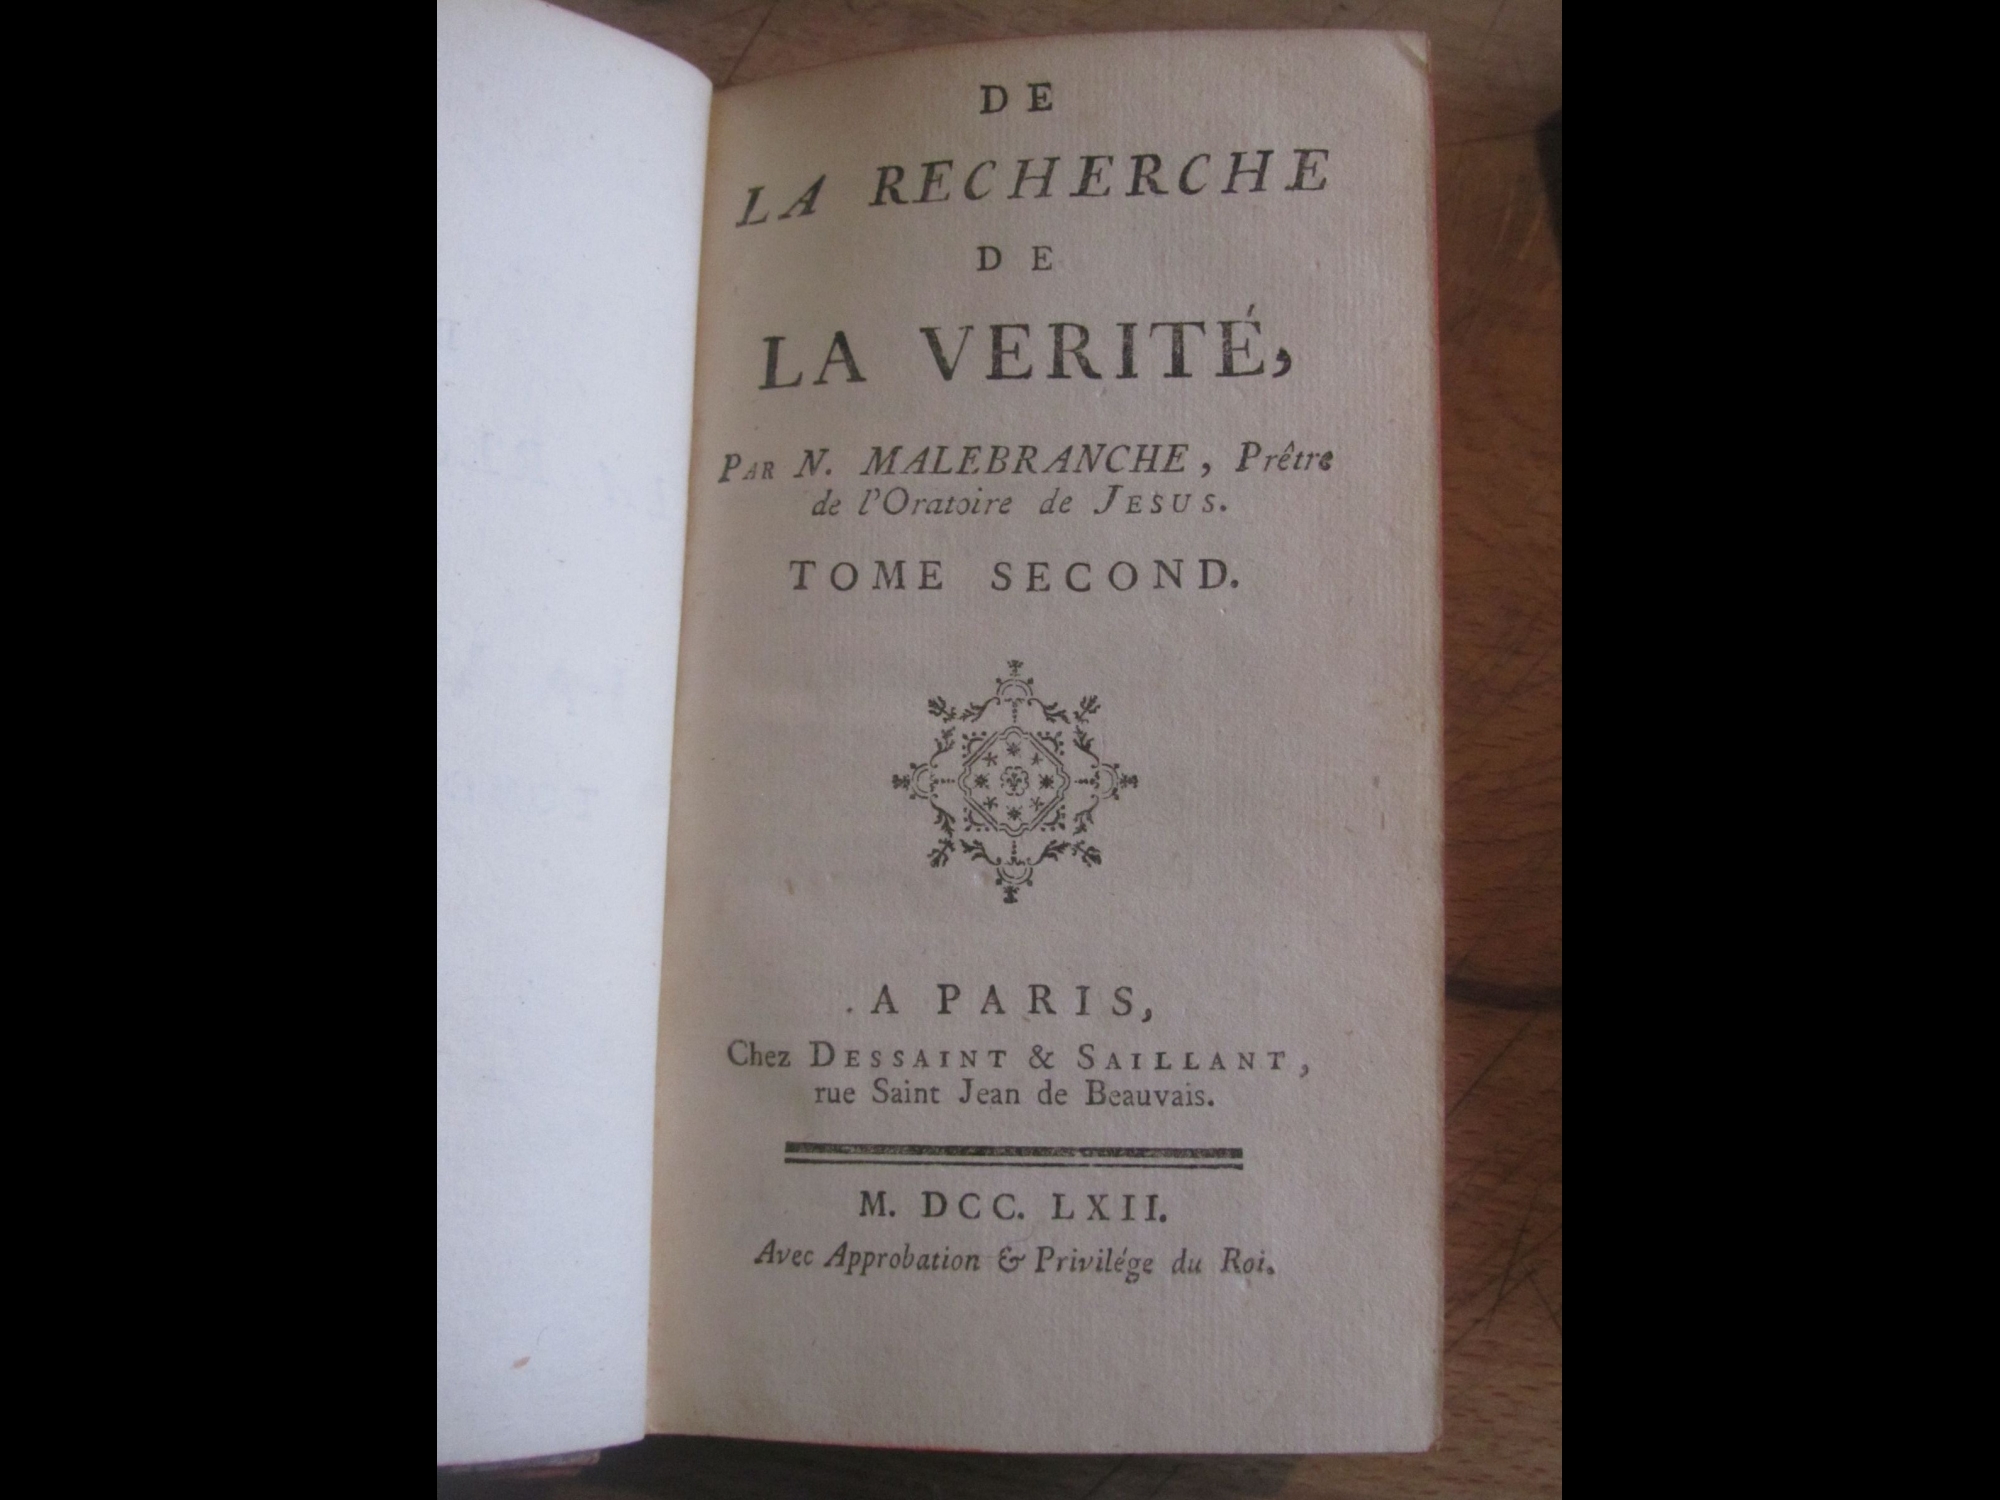 DE
LA RECHERCHE
DE
LA VERITÉ,
PAR N. MALEBRANCHE, Prêtre
de l'Oratoire de JESUS.
TOME SECOND.
A PARIS,
Chez DESSAINT & SAILLANT,
rue Saint Jean de Beauvais.
M. DCC. LXII.
Avec Approbation & Privilége du Roi.